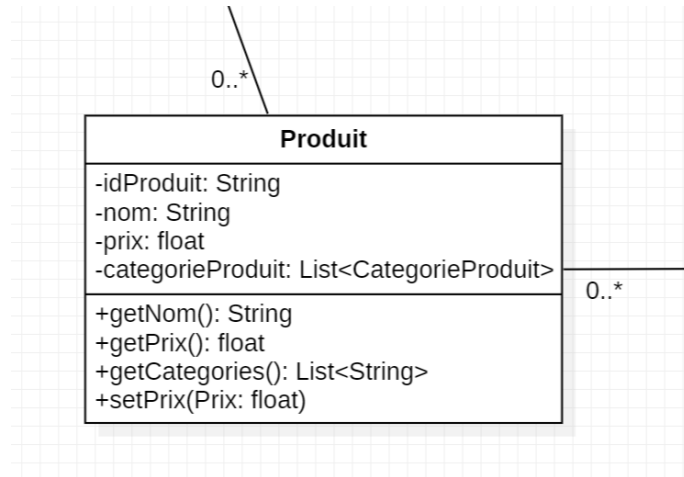 0..*
Produit
-idProduit: String
-nom: String
-prix: float
-categorieProduit: List<CategorieProduit>
0..*
+getNom(): String
+getPrix(): float
+getCategories(): List<String>
+setPrix(Prix: float)